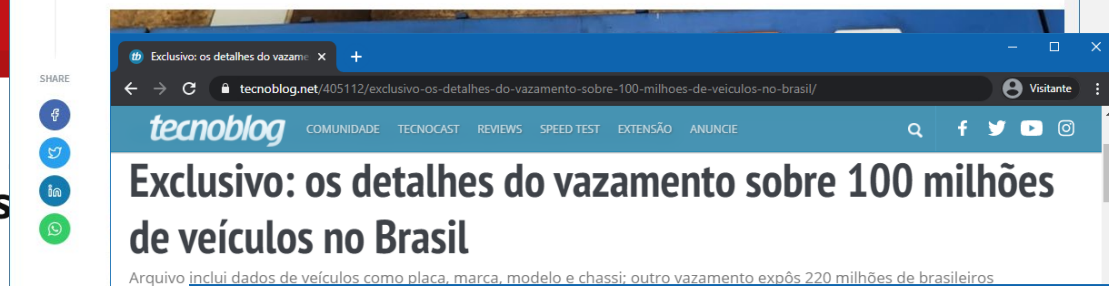 Exclusivo: os detalhes do vazame
SHARE
tecnoblog.net/405112/exclusivo-os-detalhes-do-vazamento-sobre-100-milhoes-de-veiculos-no-brasil/
Visitante
tecnoblog COMUNIDADE TECNOCAST REVIEWS SPEED TEST EXTENSÃO ANUNCIE
Exclusivo: os detalhes do vazamento sobre 100 milhões
de veículos no Brasil
Arquivo inclui dados de veículos como placa, marca, modelo e chassi; outro vazamento expôs 220 milhões de brasileiros